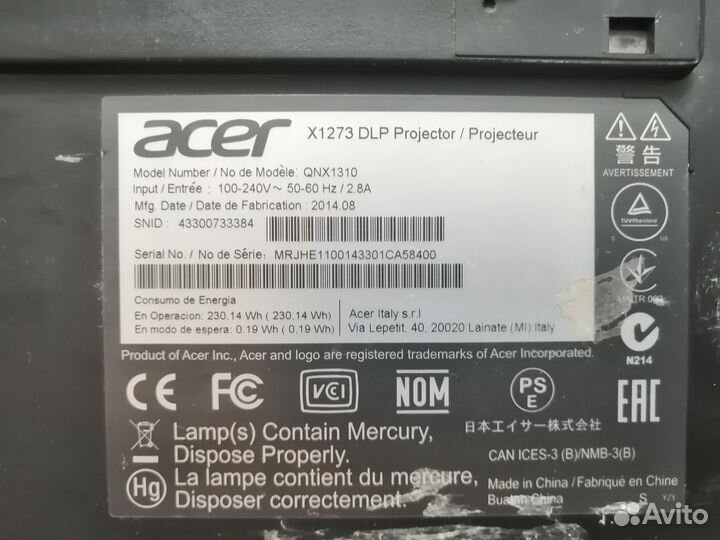 acer X1273 DLP Projector / Projecteur
Model Number / No de Modèle: QNX1310
Input / Entrée : 100-240V~ 50-60 Hz / 2.8A
Mfg. Date / Date de Fabrication : 2014.08
SNID : 43300733384
Serial No. / No de Série: MRJHE1100143301CA58400
Consumo de Energia
En Operacion: 230.14 Wh ( 230.14 Wh )
En modo de espera: 0.19 Wh ( 0.19 Wh )
Acer Italy s.r.l
Via Lepetit, 40, 20020 Lainate (MI) Italy
警告
AVERTISSEMENT
TÜVRheinland
C US
N214
Product of Acer Inc., Acer and logo are registered trademarks of Acer Incorporated.
CE FC VCI NOM PS E EAC
Lamp(s) Contain Mercury,
Dispose Properly.
Hg La lampe contient du mercure,
Disposer correctement.
日本エイサー株式会社
CAN ICES-3 (B)/NMB-3(B)
Made in China / Fabriqué en Chine
Buatan China S YZY
Avito